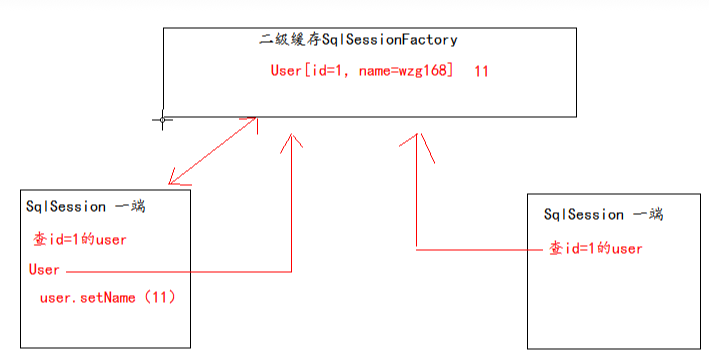 二级缓存SqlSessionFactory
User[id=1, name=wzg168] 11
SqlSession 一端
查id=1的user
User
user.setName（11）
SqlSession 一端
查id=1的user